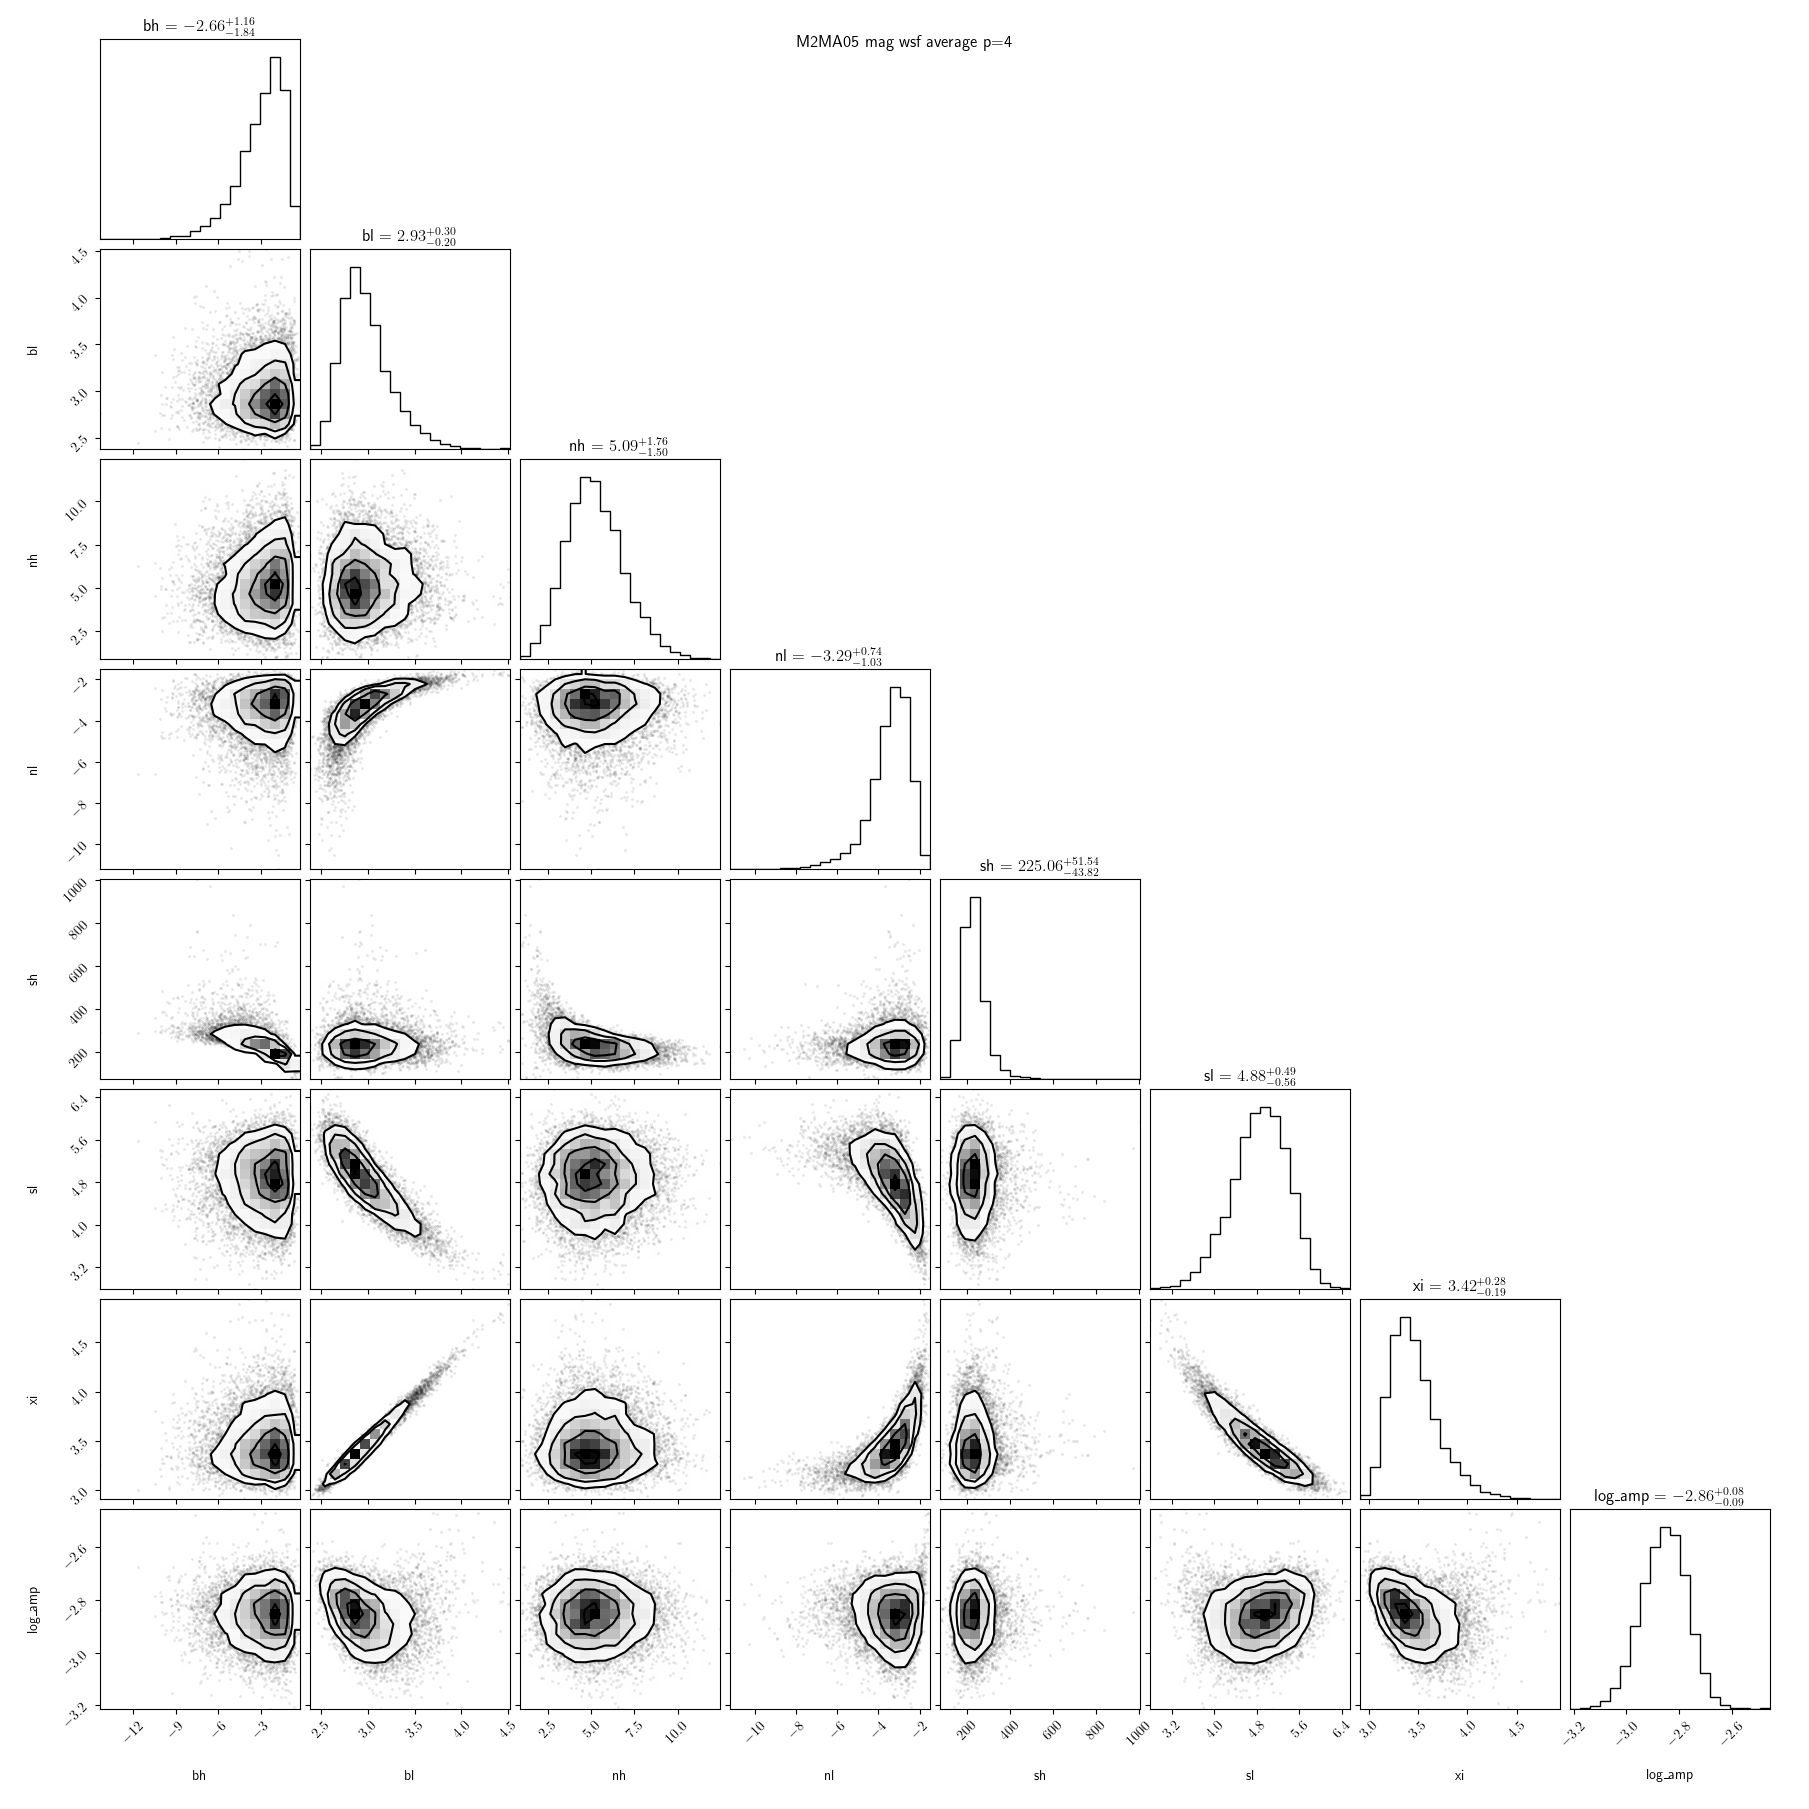 M2MA05 mag wsf average p=4
bh = −2.66+1.16 −1.84
bl = 2.93+0.30 −0.20
nh = 5.09+1.76 −1.50
nl = −3.29+0.74 −1.03
sh = 225.06+51.54 −43.82
sl = 4.88+0.49 −0.56
xi = 3.42+0.28 −0.19
log_amp = −2.86+0.08 −0.09
bl
4.5
4.0
3.5
3.0
2.5
nh
10.0
7.5
5.0
2.5
nl
−2
−4
−6
−8
−10
sh
1000
800
600
400
200
sl
6.4
5.6
4.8
4.0
3.2
xi
4.5
4.0
3.5
3.0
log_amp
−2.6
−2.8
−3.0
−3.2
−12 −9 −6 −3
2.5 3.0 3.5 4.0 4.5
2.5 5.0 7.5 10.0
−10 −8 −6 −4 −2
200 400 600 800 1000
3.2 4.0 4.8 5.6 6.4
3.0 3.5 4.0 4.5
−3.2 −3.0 −2.8 −2.6
bh bl nh nl sh sl xi log_amp